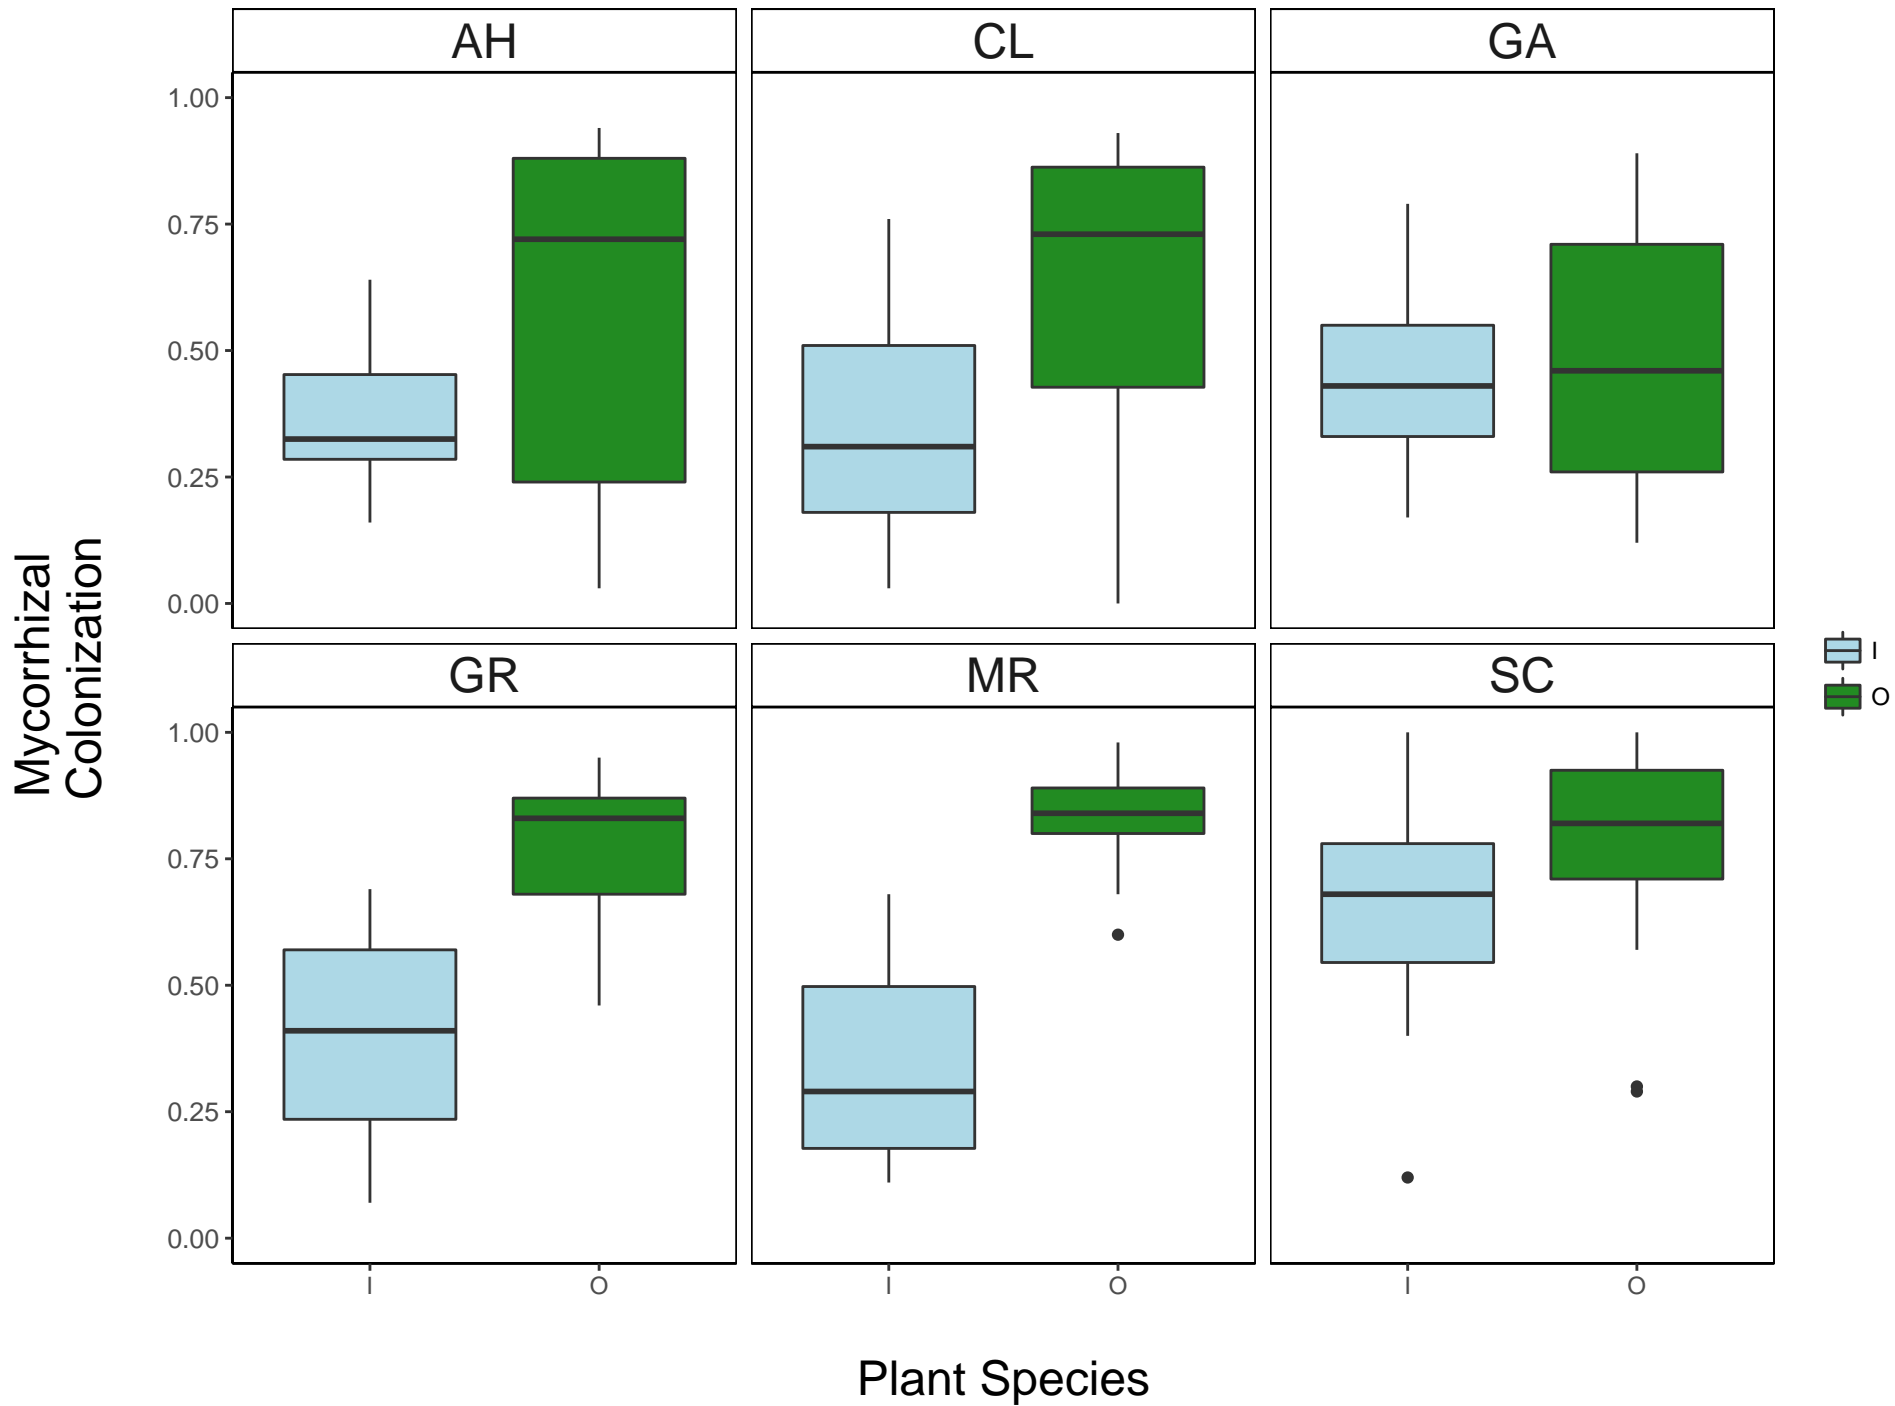 AH
CL
GA
1.00
0.75
0.50
0.25
0.00
GR
MR
SC
1.00
0.75
0.50
0.25
0.00
I
O
I
O
I
O
Plant Species
Mycorrhizal
Colonization
I
O